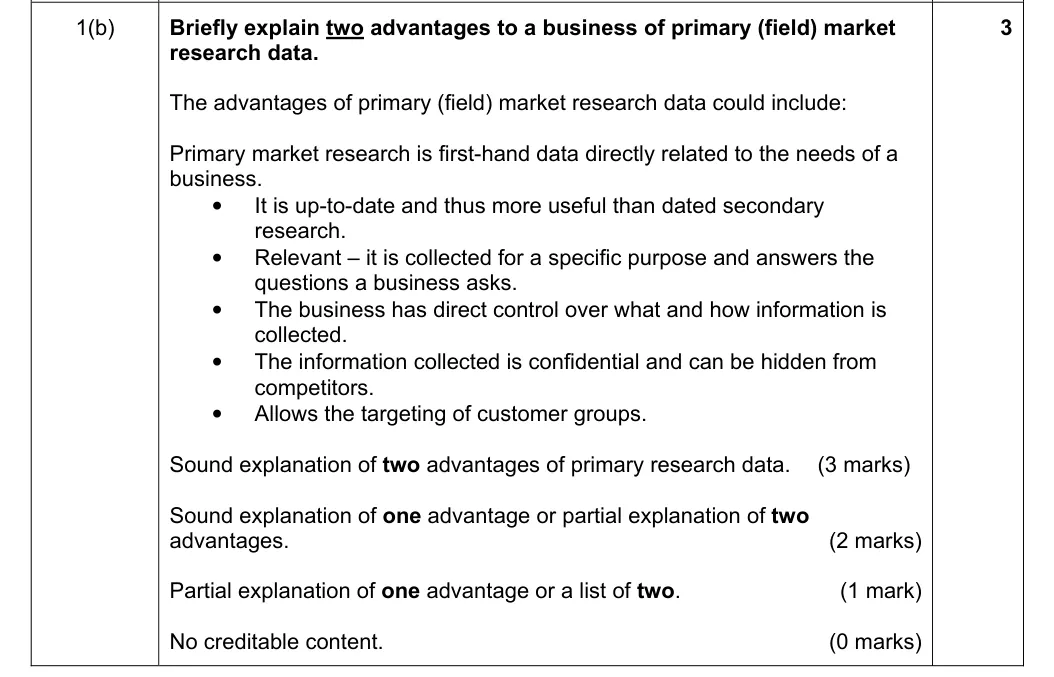 1(b)
Briefly explain two advantages to a business of primary (field) market
research data.
3
The advantages of primary (field) market research data could include:
Primary market research is first-hand data directly related to the needs of a
business.
• It is up-to-date and thus more useful than dated secondary
research.
• Relevant – it is collected for a specific purpose and answers the
questions a business asks.
• The business has direct control over what and how information is
collected.
• The information collected is confidential and can be hidden from
competitors.
• Allows the targeting of customer groups.
Sound explanation of two advantages of primary research data. (3 marks)
Sound explanation of one advantage or partial explanation of two
advantages. (2 marks)
Partial explanation of one advantage or a list of two. (1 mark)
No creditable content. (0 marks)